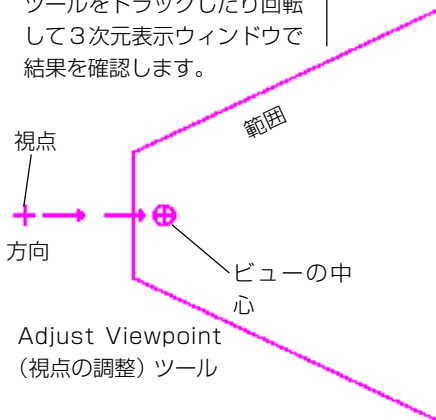 ツールをドラッグしたり回転
して３次元表示ウィンドウで
結果を確認します。
範囲
視点
方向
ビューの中
心
Adjust Viewpoint
（視点の調整）ツール